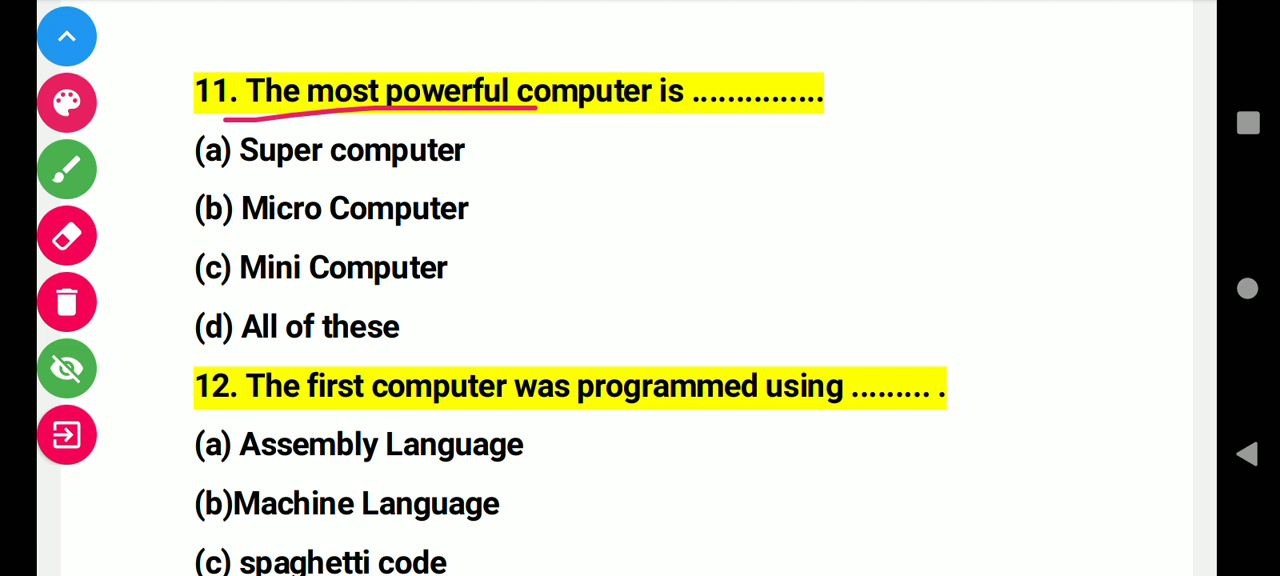 11. The most powerful computer is ...............
(a) Super computer
(b) Micro Computer
(c) Mini Computer
(d) All of these
12. The first computer was programmed using ......... .
(a) Assembly Language
(b)Machine Language
(c) spaghetti code